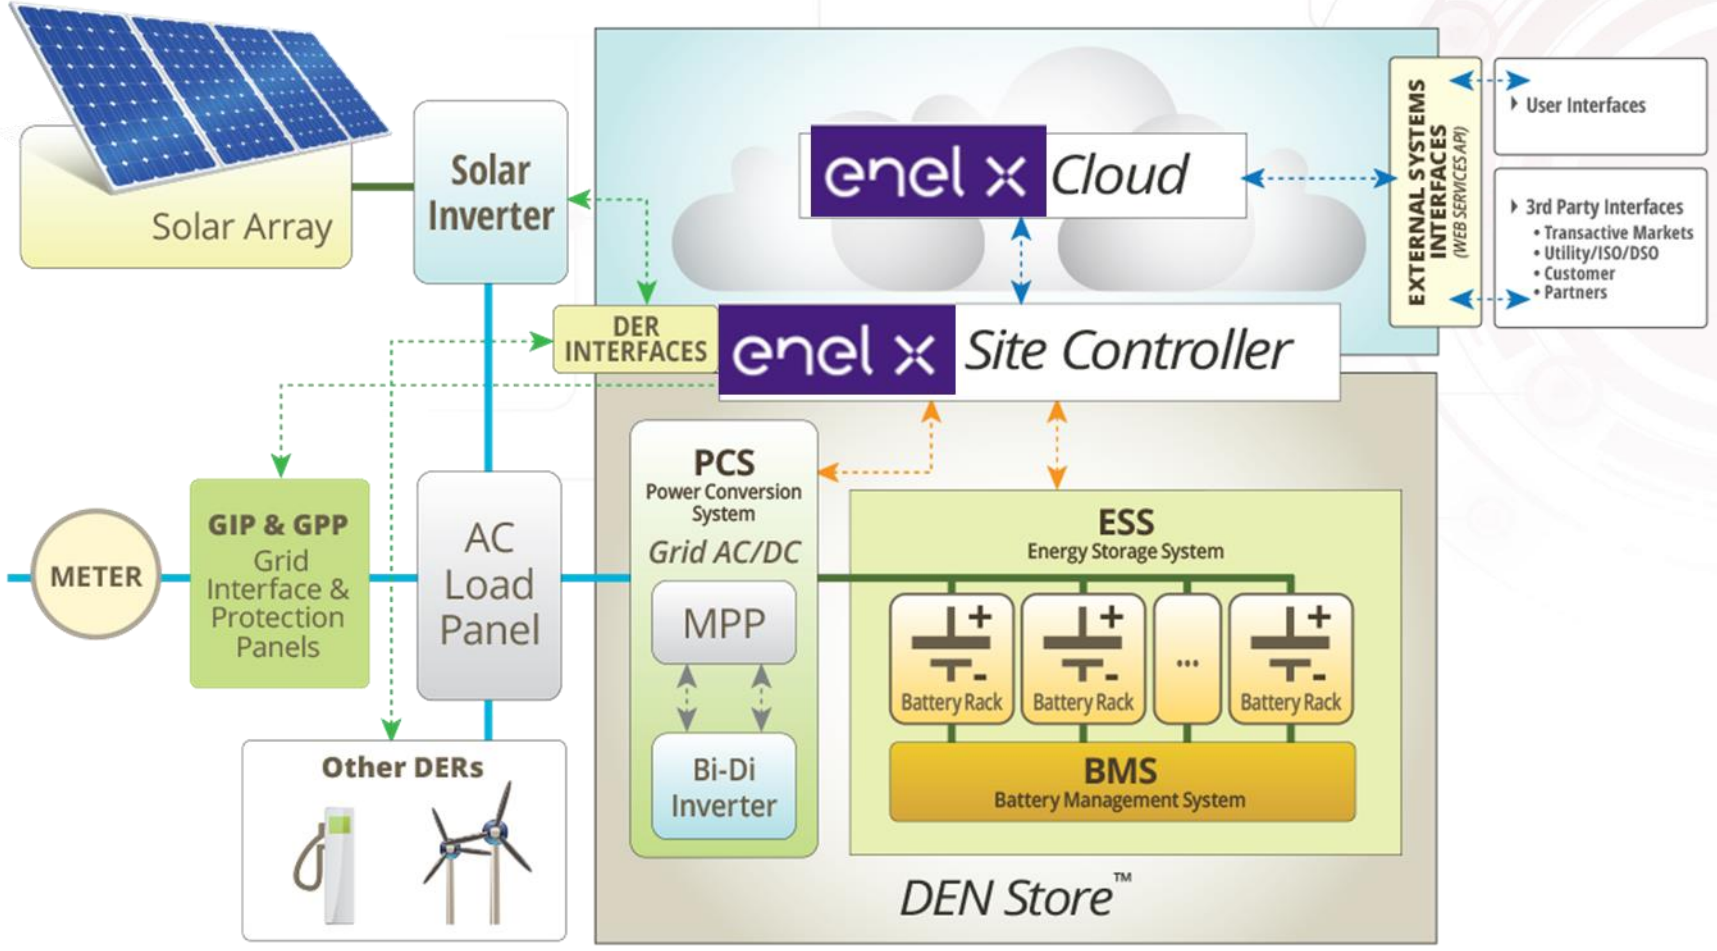 Solar Array
Solar
Inverter
enel x Cloud
EXTERNAL SYSTEMS
INTERFACES
(WEB SERVICES API)
User Interfaces
3rd Party Interfaces
• Transactive Markets
• Utility/ISO/DSO
• Customer
• Partners
DER
INTERFACES
enel x Site Controller
METER
GIP & GPP
Grid
Interface &
Protection
Panels
AC
Load
Panel
PCS
Power Conversion
System
Grid AC/DC
MPP
Bi-Di
Inverter
ESS
Energy Storage System
+
-
Battery Rack
+
-
Battery Rack
...
+
-
Battery Rack
BMS
Battery Management System
Other DERs
DEN Store™